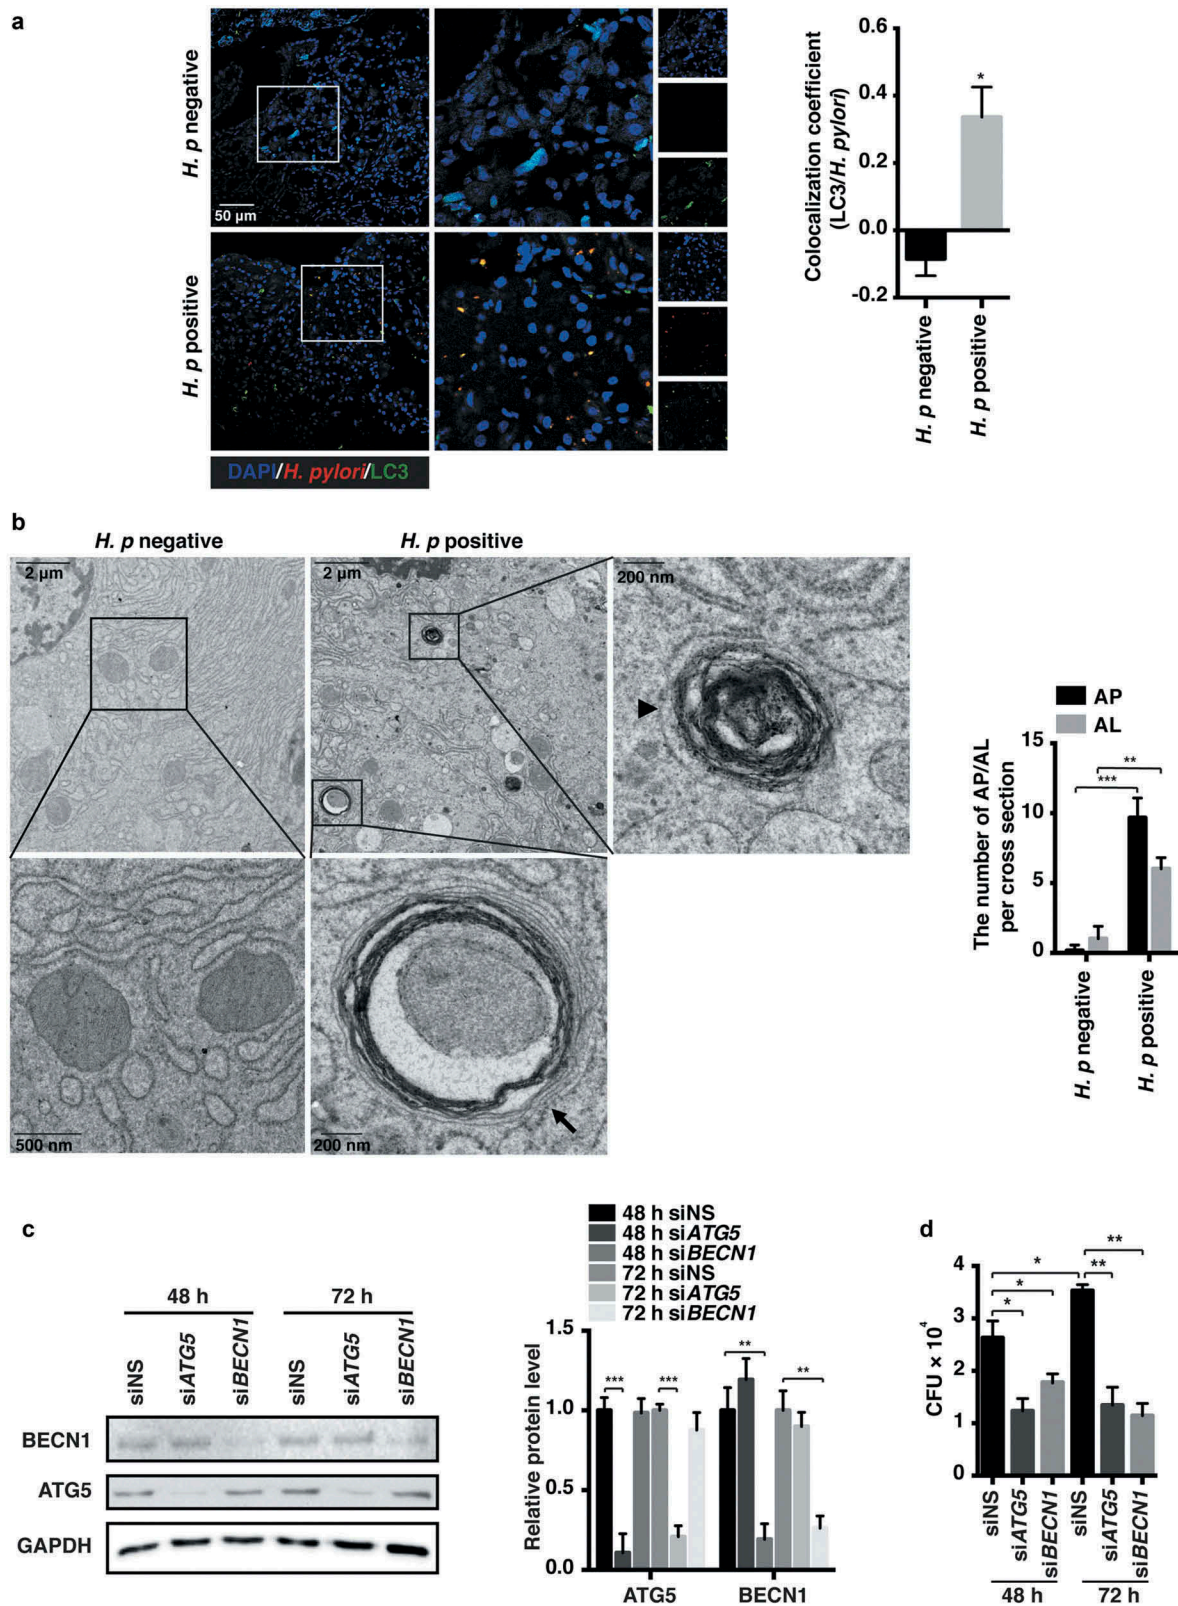 a
H. p negative
50 µm
H. p positive
DAPI/H. pylori/LC3
Colocalization coefficient
(LC3/H. pylori)
0.6
0.4
0.2
0.0
-0.2
*
H. p negative
H. p positive
b
H. p negative
H. p positive
2 µm
2 µm
200 nm
500 nm
200 nm
AP
AL
The number of AP/AL
per cross section
15
10
5
0
***
**
H. p negative
H. p positive
c
48 h
72 h
siNS
siATG5
siBECN1
siNS
siATG5
siBECN1
BECN1
ATG5
GAPDH
48 h siNS
48 h siATG5
48 h siBECN1
72 h siNS
72 h siATG5
72 h siBECN1
Relative protein level
1.5
1.0
0.5
0.0
***
***
**
**
ATG5
BECN1
d
CFU × 10⁴
4
3
2
1
0
*
*
*
**
**
siNS
siATG5
siBECN1
siNS
siATG5
siBECN1
48 h
72 h